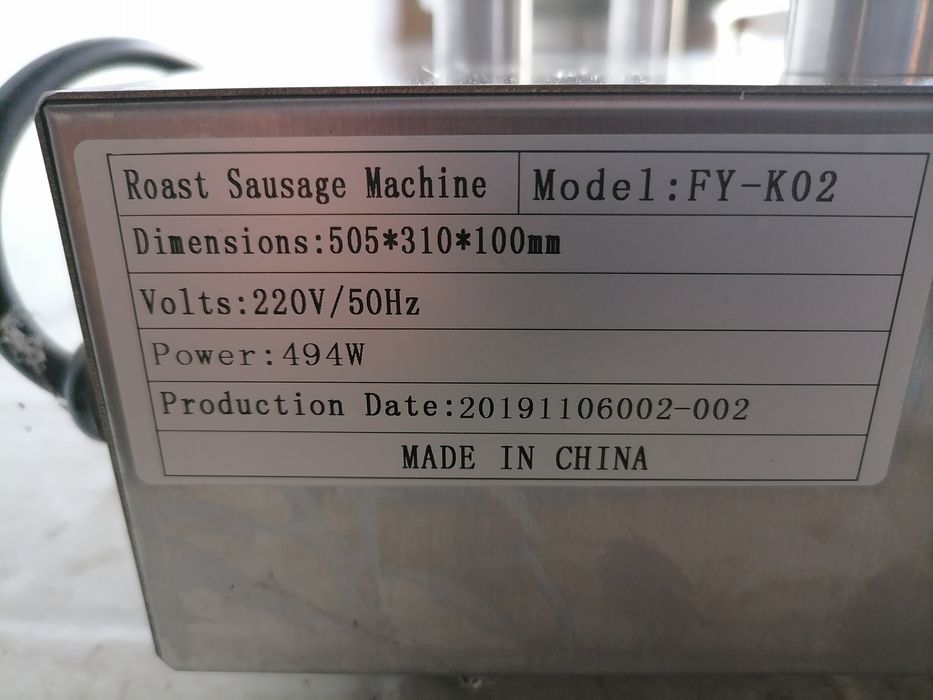 Roast Sausage Machine Model:FY-K02
Dimensions:505*310*100mm
Volts:220V/50Hz
Power:494W
Production Date:20191106002-002
MADE IN CHINA